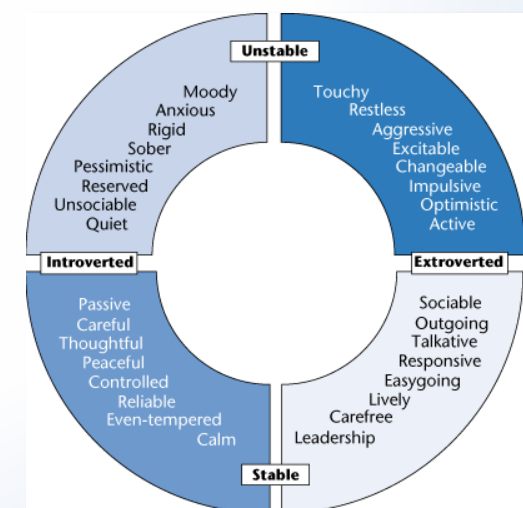 Unstable
Moody
Anxious
Rigid
Sober
Pessimistic
Reserved
Unsociable
Quiet
Touchy
Restless
Aggressive
Excitable
Changeable
Impulsive
Optimistic
Active
Introverted
Extroverted
Passive
Careful
Thoughtful
Peaceful
Controlled
Reliable
Even-tempered
Calm
Sociable
Outgoing
Talkative
Responsive
Easygoing
Lively
Carefree
Leadership
Stable